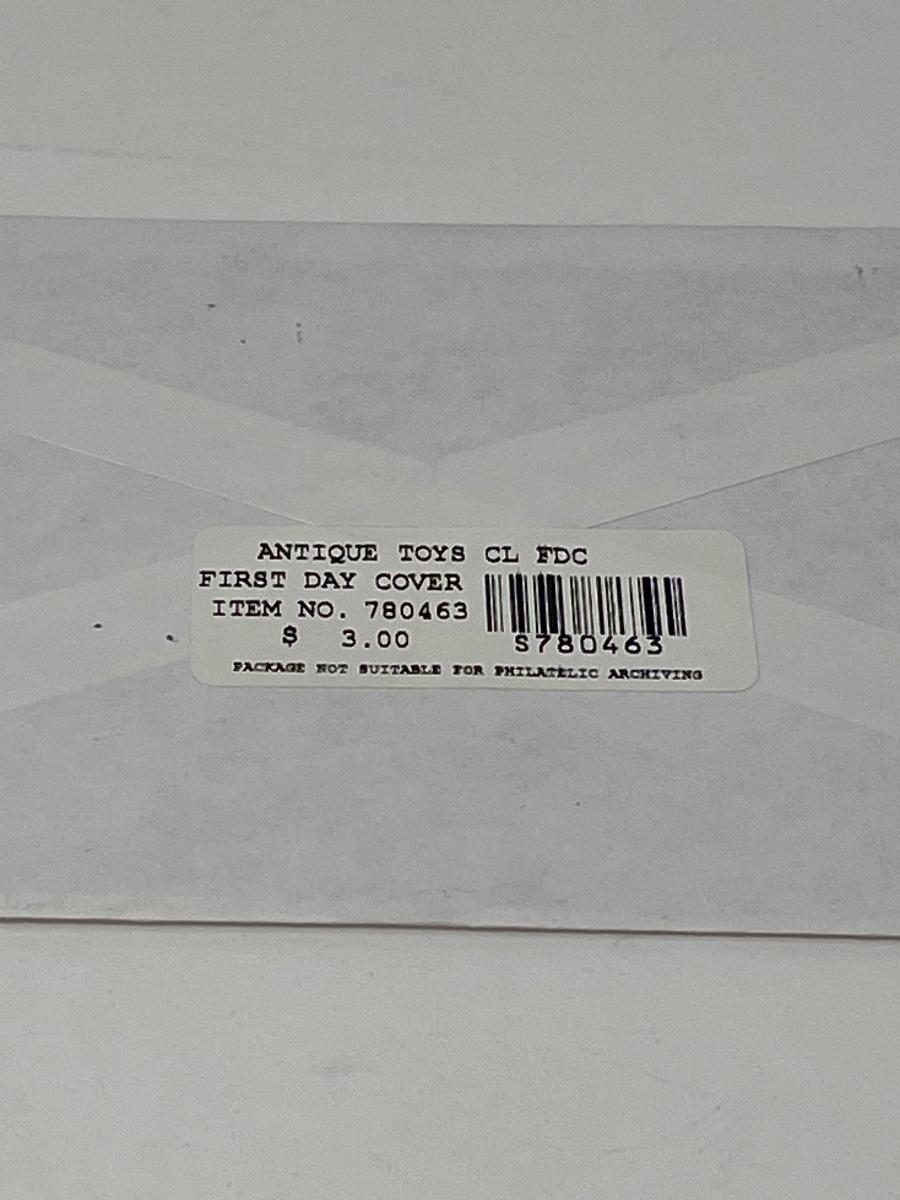 ANTIQUE TOYS CL FDC
FIRST DAY COVER
ITEM NO. 780463
$ 3.00
S780463
PACKAGE NOT SUITABLE FOR PHILATELIC ARCHIVING